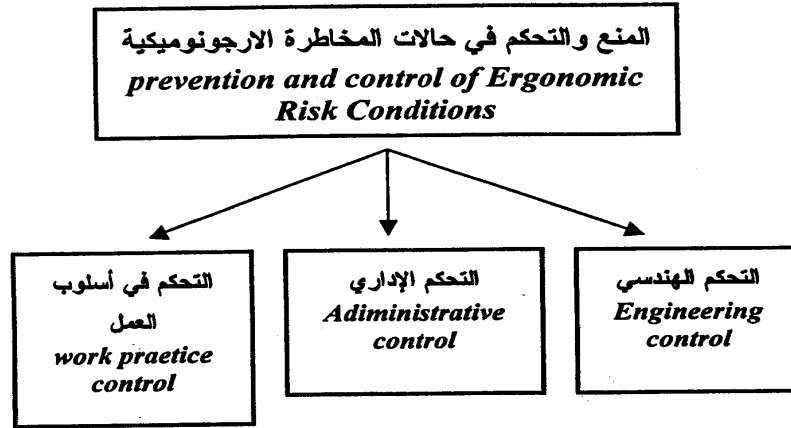 المنع والتحكم في حالات المخاطرة الارجونوميكية
prevention and control of Ergonomic
Risk Conditions
التحكم الهندسي
Engineering
control
التحكم الإداري
Adiministrative
control
التحكم في أسلوب
العمل
work praetice
control